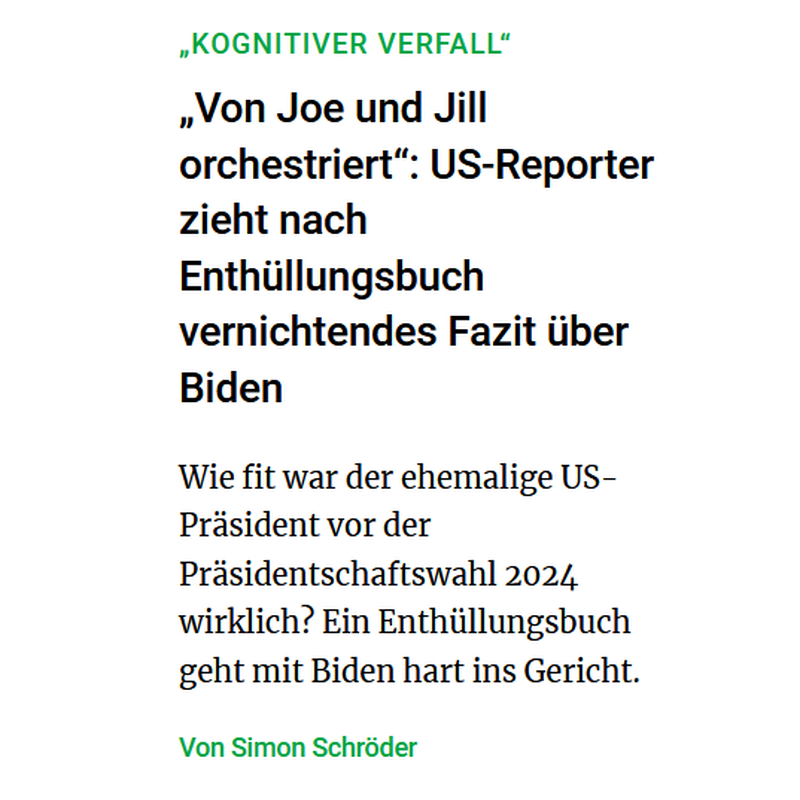 „KOGNITIVER VERFALL“
„Von Joe und Jill
orchestriert“: US-Reporter
zieht nach
Enthüllungsbuch
vernichtendes Fazit über
Biden
Wie fit war der ehemalige US-
Präsident vor der
Präsidentschaftswahl 2024
wirklich? Ein Enthüllungsbuch
geht mit Biden hart ins Gericht.
Von Simon Schröder